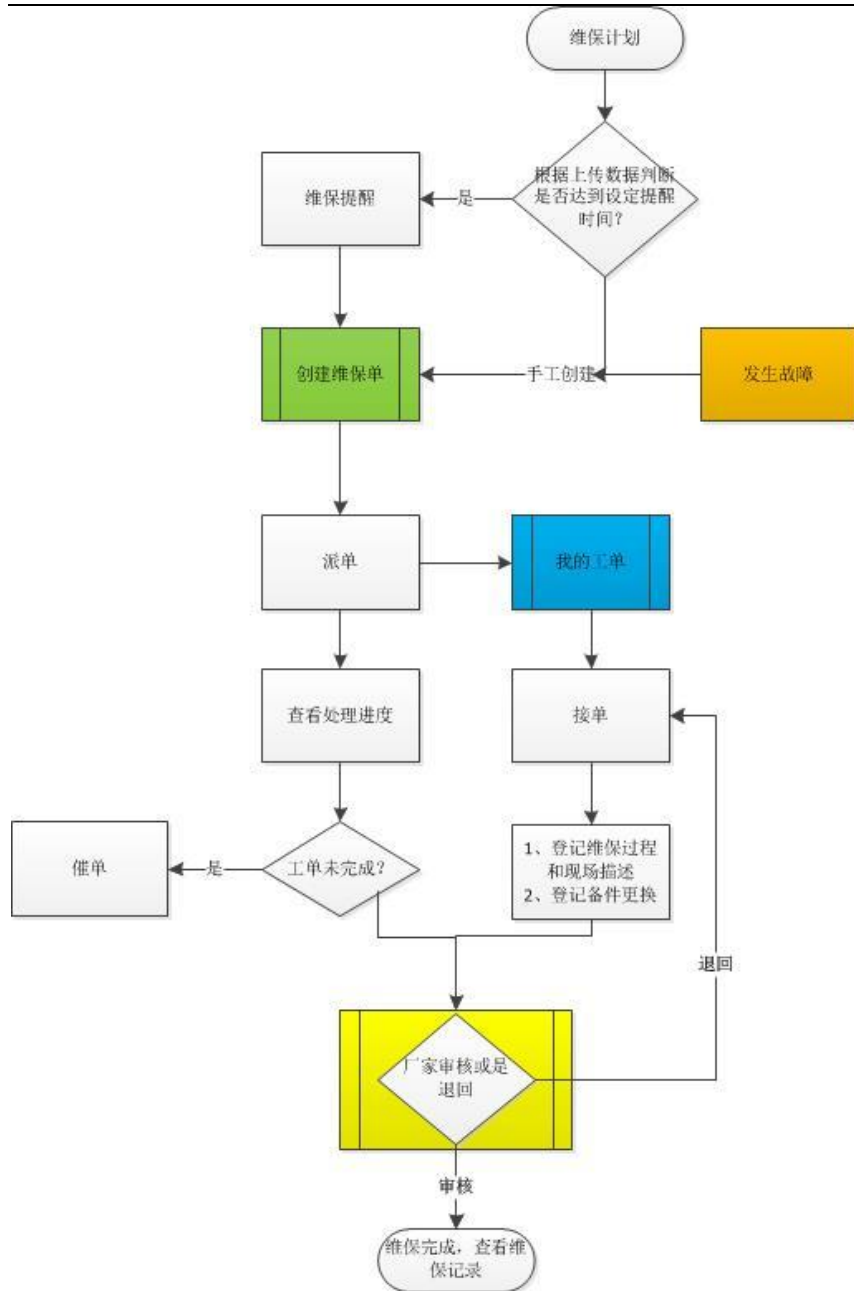 维保计划
根据上传数据判断
是否达到设定提醒
时间？
是
维保提醒
创建维保单
手工创建
发生故障
派单
我的工单
查看处理进度
接单
催单
是
工单未完成？
1、登记维保过程
和现场描述
2、登记备件更换
退回
厂家审核或是
退回
审核
维保完成，查看维
保记录